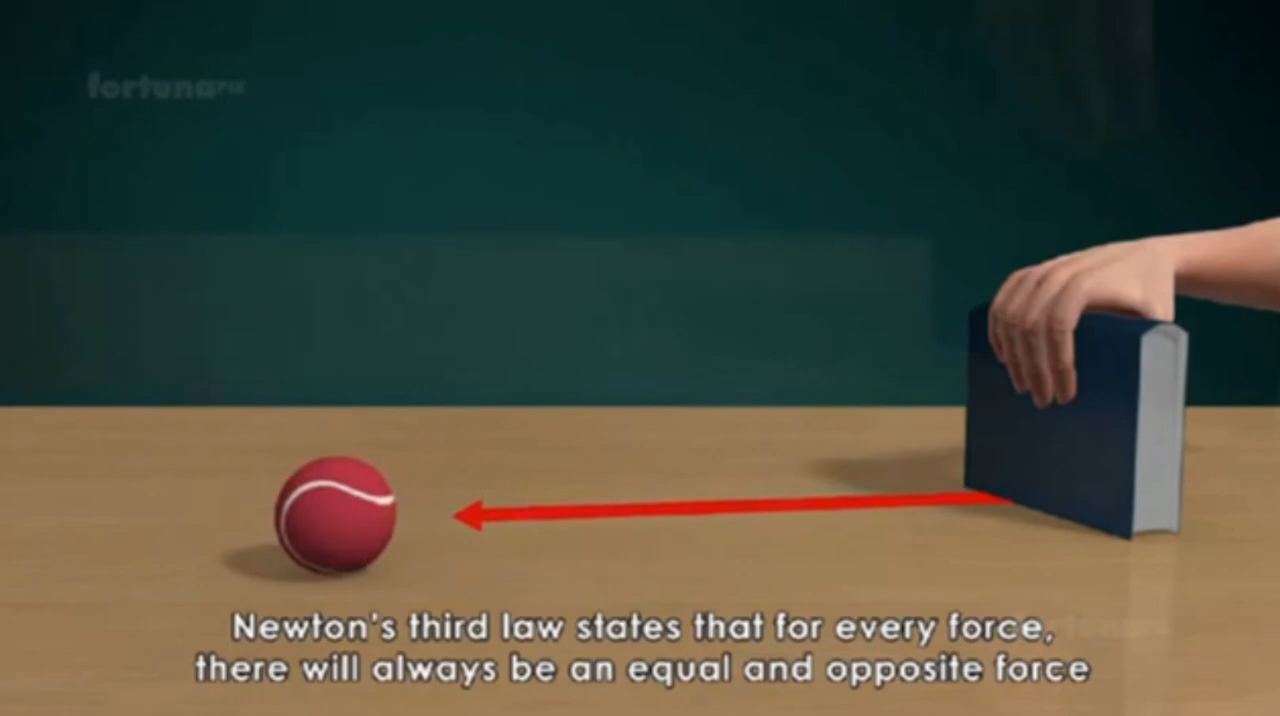 fortuna
Newton's third law states that for every force,
there will always be an equal and opposite force